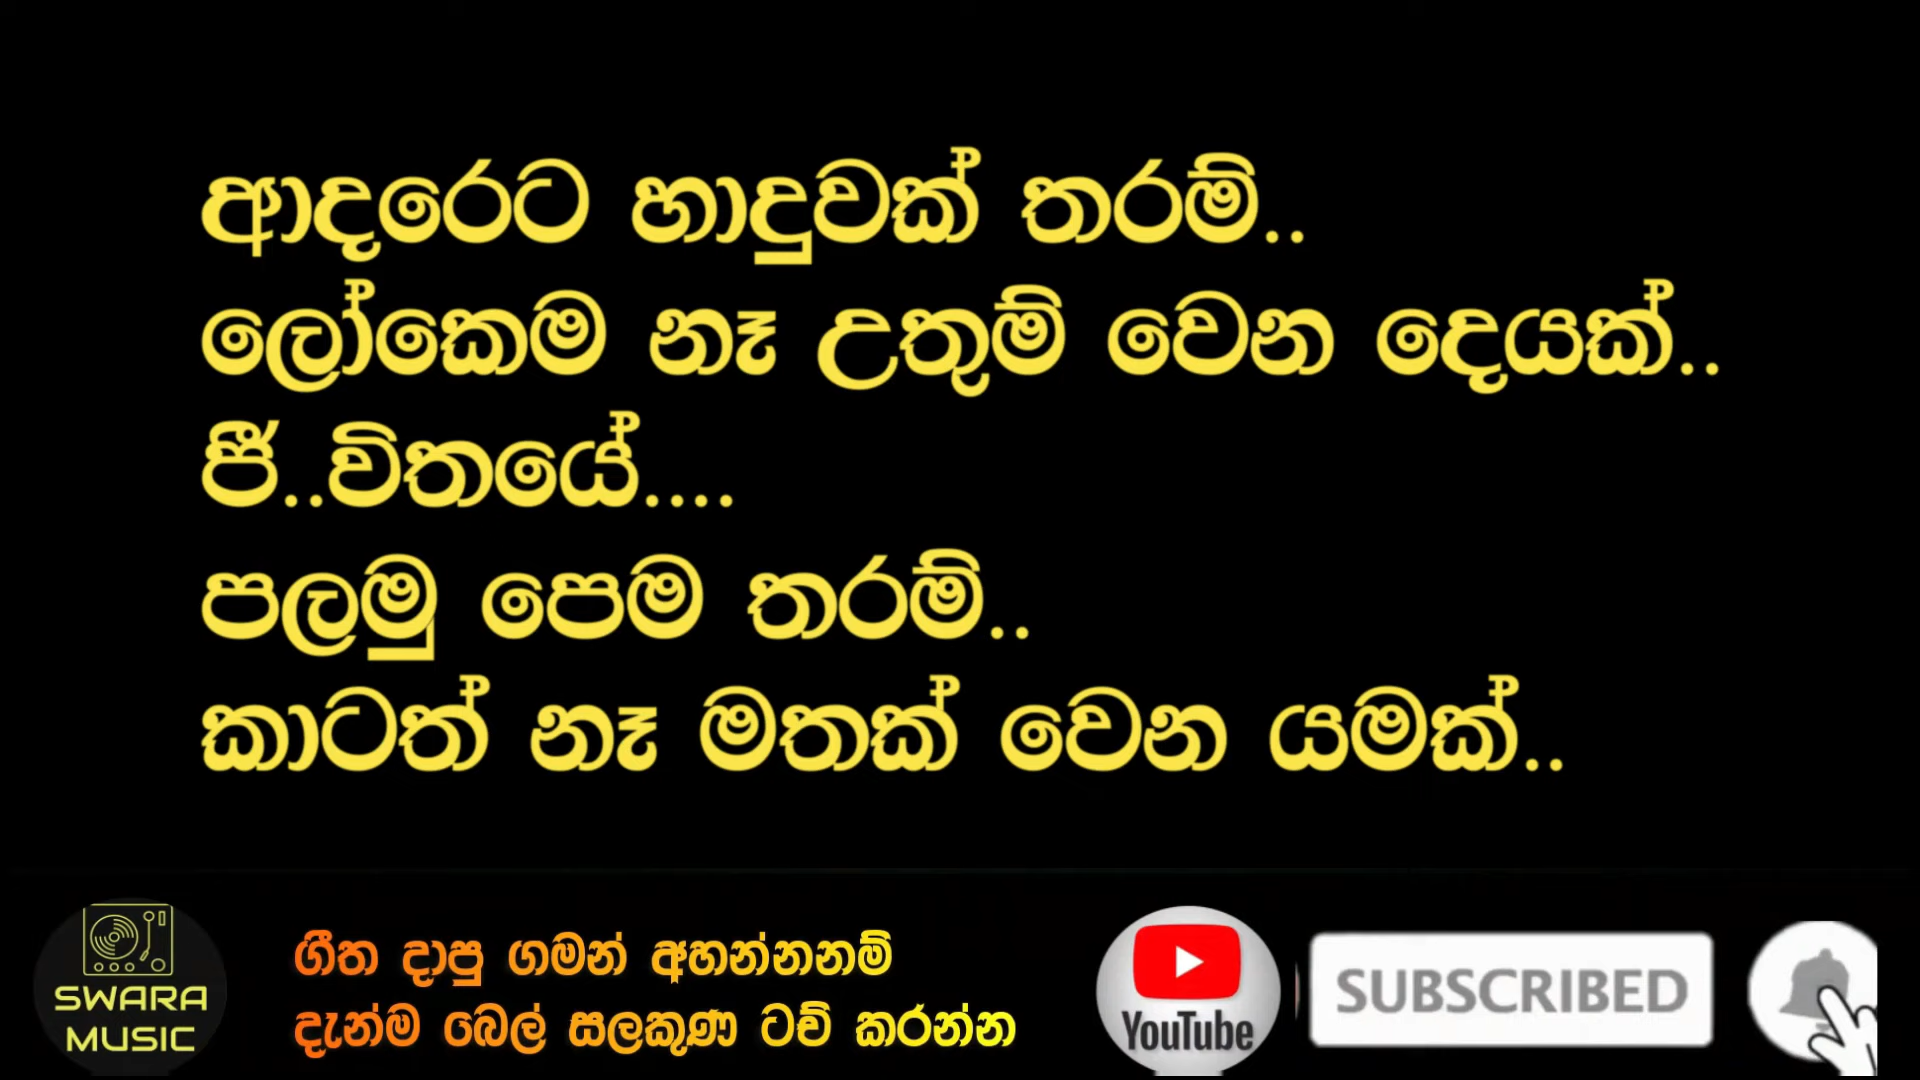 ආදරෙට හාදුවක් තරම්..
ලෝකෙම නෑ උතුම් වෙන දෙයක්..
ජී..විතයේ....
පලමු පෙම තරම්..
කාටත් නෑ මතක් වෙන යමක්..
SWARA
MUSIC
ගීත දාපු ගමන් අහන්නනම්
දැන්ම බෙල් සලකුණ ටච් කරන්න
YouTube
SUBSCRIBED